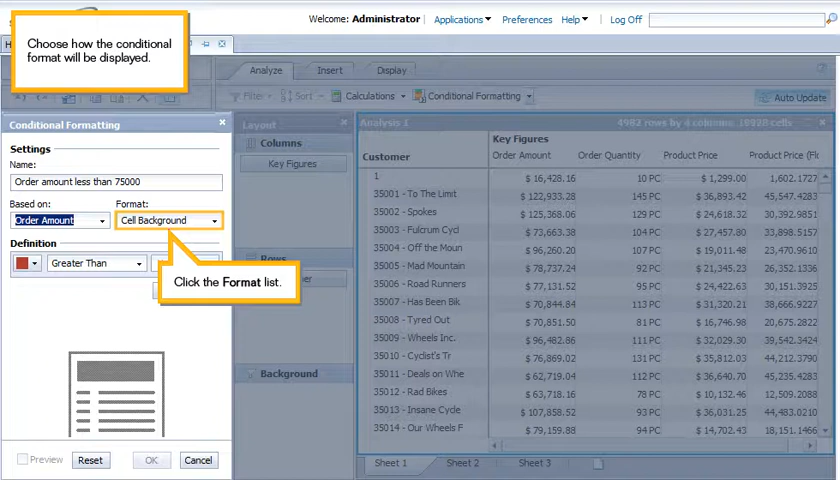 Welcome: Administrator Applications Preferences Help Log Off
Choose how the conditional
format will be displayed.
Analyze Insert Display
Filter Sort Calculations Conditional Formatting Auto Update
Conditional Formatting
Settings
Name:
Order amount less than 75000
Based on: Format:
Order Amount Cell Background
Definition
Greater Than
Click the Format list.
Preview Reset OK Cancel
Layout
Columns
Key Figures
Rows
Background
Analysis 1 4982 rows by 4 columns, 18928 cells
Key Figures
Customer Order Amount Order Quantity Product Price Product Price (Flo
1 $ 16,428.16 10 PC $ 1,299.00 1,602.1727
35001 - To The Limit $ 122,933.28 145 PC $ 36,893.42 45,547.4283
35002 - Spokes $ 125,368.06 129 PC $ 24,618.32 30,392.9851
35003 - Fulcrum Cycl $ 73,663.38 104 PC $ 27,457.80 33,898.5157
35004 - Off the Moun $ 96,260.20 107 PC $ 19,011.48 23,470.9610
35005 - Mad Mountain $ 78,737.24 92 PC $ 21,345.23 26,352.1336
35006 - Road Runners $ 77,131.52 95 PC $ 24,422.63 30,151.3925
35007 - Has Been Bik $ 70,844.84 113 PC $ 31,320.21 38,666.9227
35008 - Tyred Out $ 70,851.50 81 PC $ 16,746.98 20,675.2822
35009 - Wheels Inc. $ 96,482.86 111 PC $ 32,029.30 39,542.3424
35010 - Cyclist's Tr $ 76,869.02 131 PC $ 35,812.03 44,212.3790
35011 - Deals on Whe $ 62,719.04 112 PC $ 36,640.70 45,235.4283
35012 - Rad Bikes $ 63,718.16 78 PC $ 10,132.46 12,509.2088
35013 - Insane Cycle $ 107,858.52 93 PC $ 36,031.25 44,483.0210
35014 - Our Wheels F $ 79,159.88 94 PC $ 14,702.43 18,151.1466
Sheet 1 Sheet 2 Sheet 3